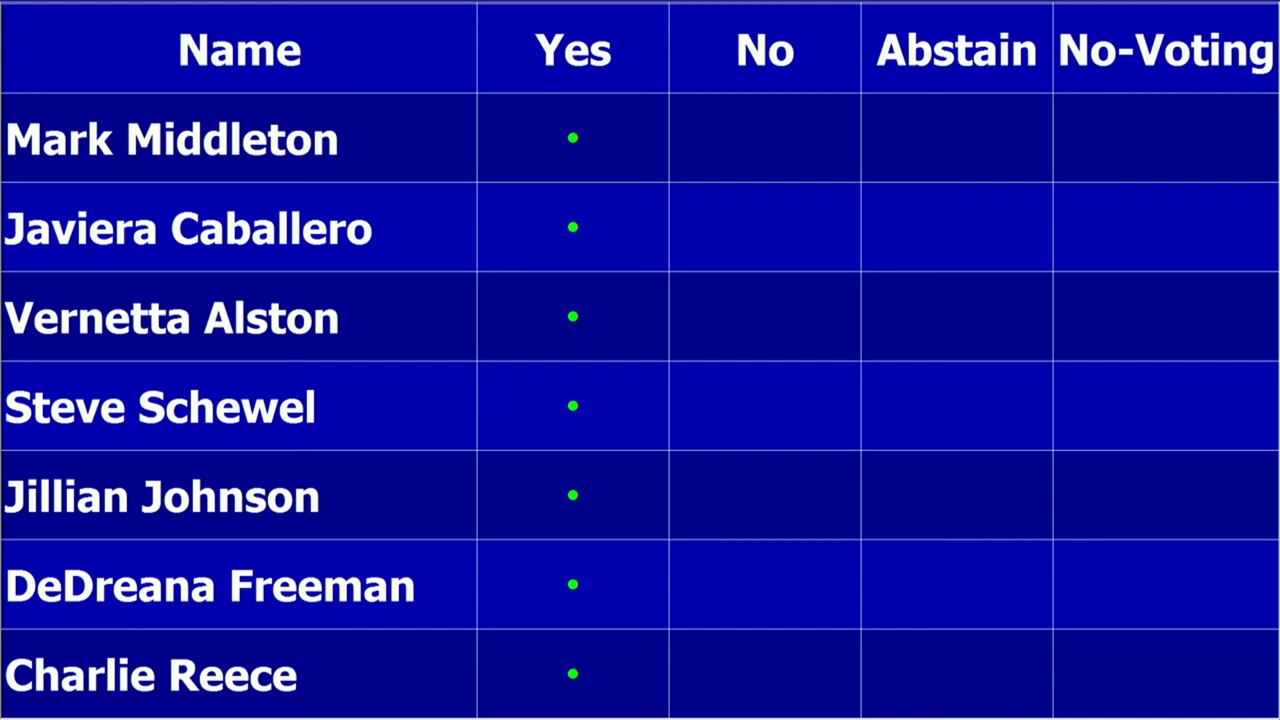 Name Yes No Abstain No-Voting
Mark Middleton
Javiera Caballero
Vernetta Alston
Steve Schewel
Jillian Johnson
DeDreana Freeman
Charlie Reece